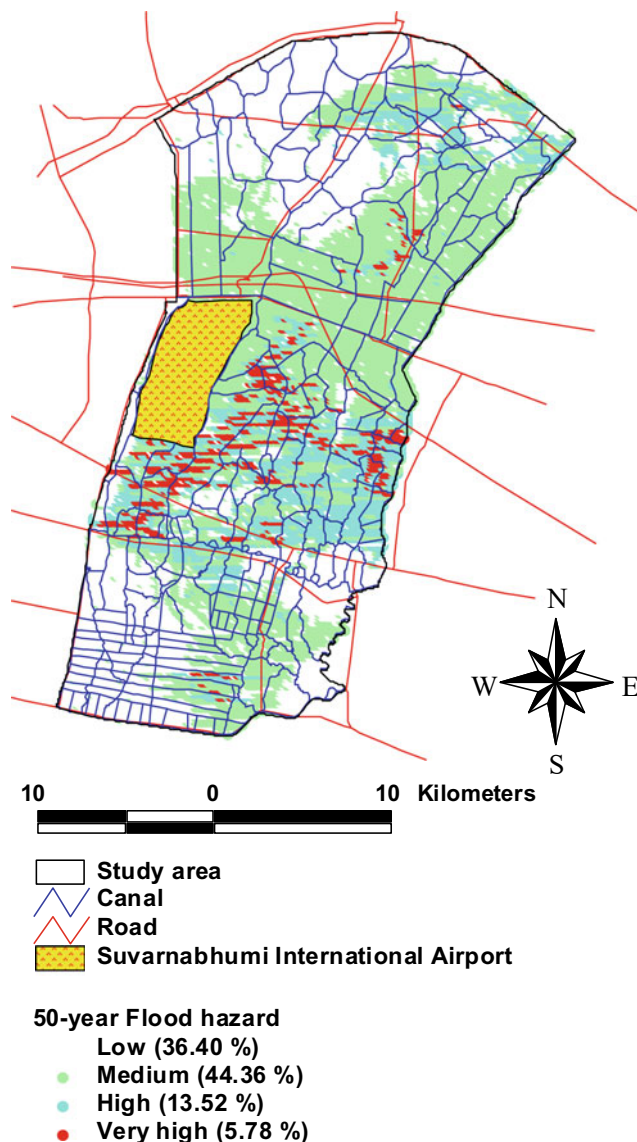 N
W E
S
10 0 10 Kilometers
Study area
Canal
Road
Suvarnabhumi International Airport
50-year Flood hazard
Low (36.40 %)
Medium (44.36 %)
High (13.52 %)
Very high (5.78 %)